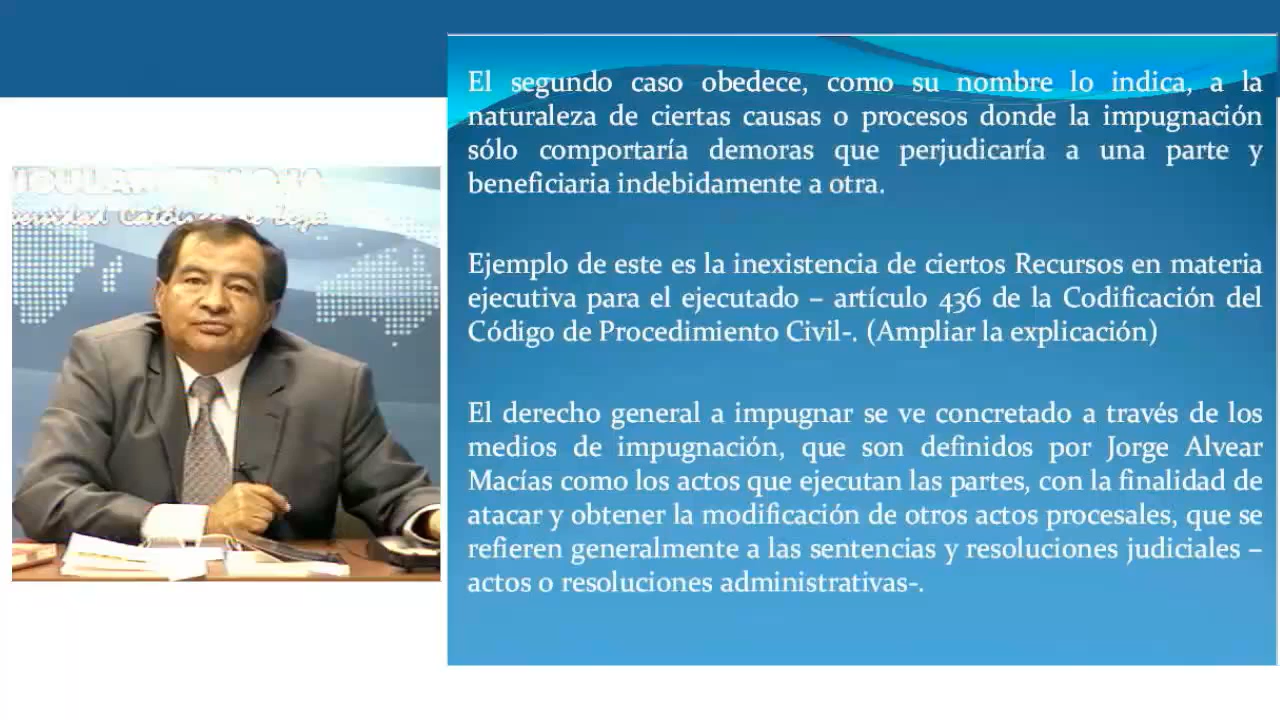 Católica de Loja
El segundo caso obedece, como su nombre lo indica, a la
naturaleza de ciertas causas o procesos donde la impugnación
sólo comportaría demoras que perjudicaría a una parte y
beneficiaria indebidamente a otra.
Ejemplo de este es la inexistencia de ciertos Recursos en materia
ejecutiva para el ejecutado – artículo 436 de la Codificación del
Código de Procedimiento Civil-. (Ampliar la explicación)
El derecho general a impugnar se ve concretado a través de los
medios de impugnación, que son definidos por Jorge Alvear
Macías como los actos que ejecutan las partes, con la finalidad de
atacar y obtener la modificación de otros actos procesales, que se
refieren generalmente a las sentencias y resoluciones judiciales –
actos o resoluciones administrativas-.